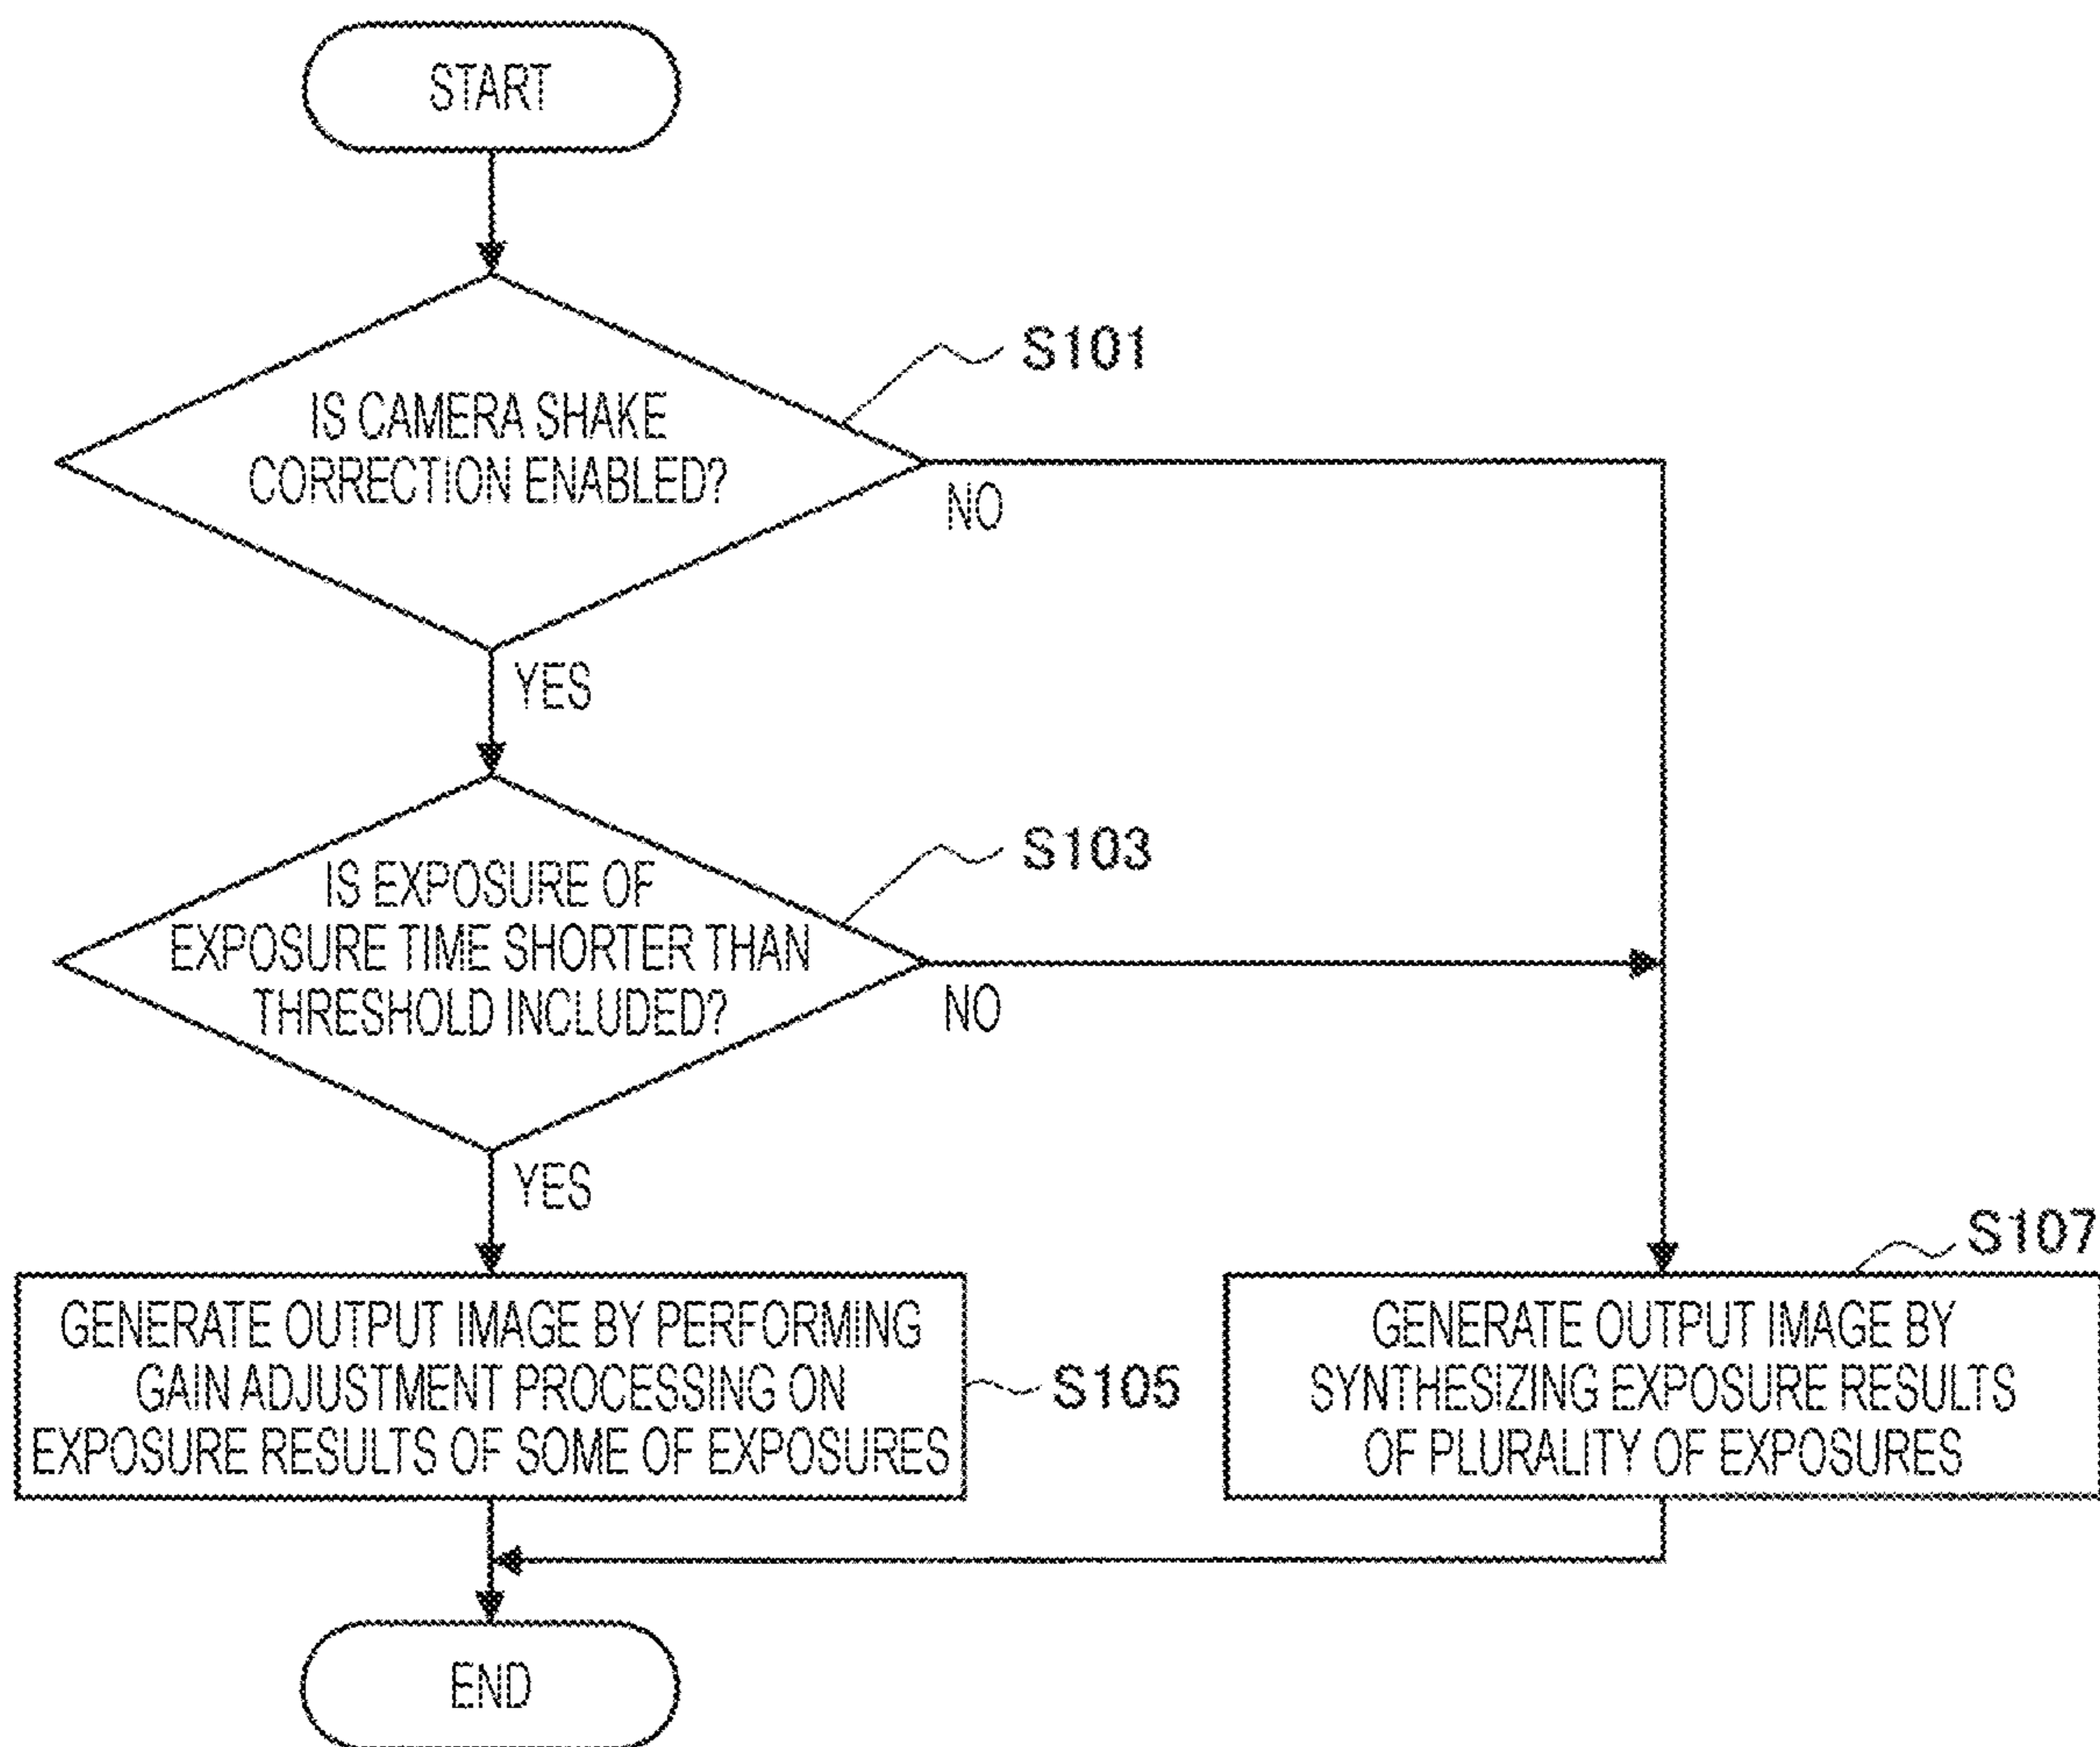 START
S101
IS CAMERA SHAKE
CORRECTION ENABLED?
NO
YES
S103
IS EXPOSURE OF
EXPOSURE TIME SHORTER THAN
THRESHOLD INCLUDED?
NO
YES
S107
GENERATE OUTPUT IMAGE BY PERFORMING
GAIN ADJUSTMENT PROCESSING ON
EXPOSURE RESULTS OF SOME OF EXPOSURES
S105
GENERATE OUTPUT IMAGE BY
SYNTHESIZING EXPOSURE RESULTS
OF PLURALITY OF EXPOSURES
END